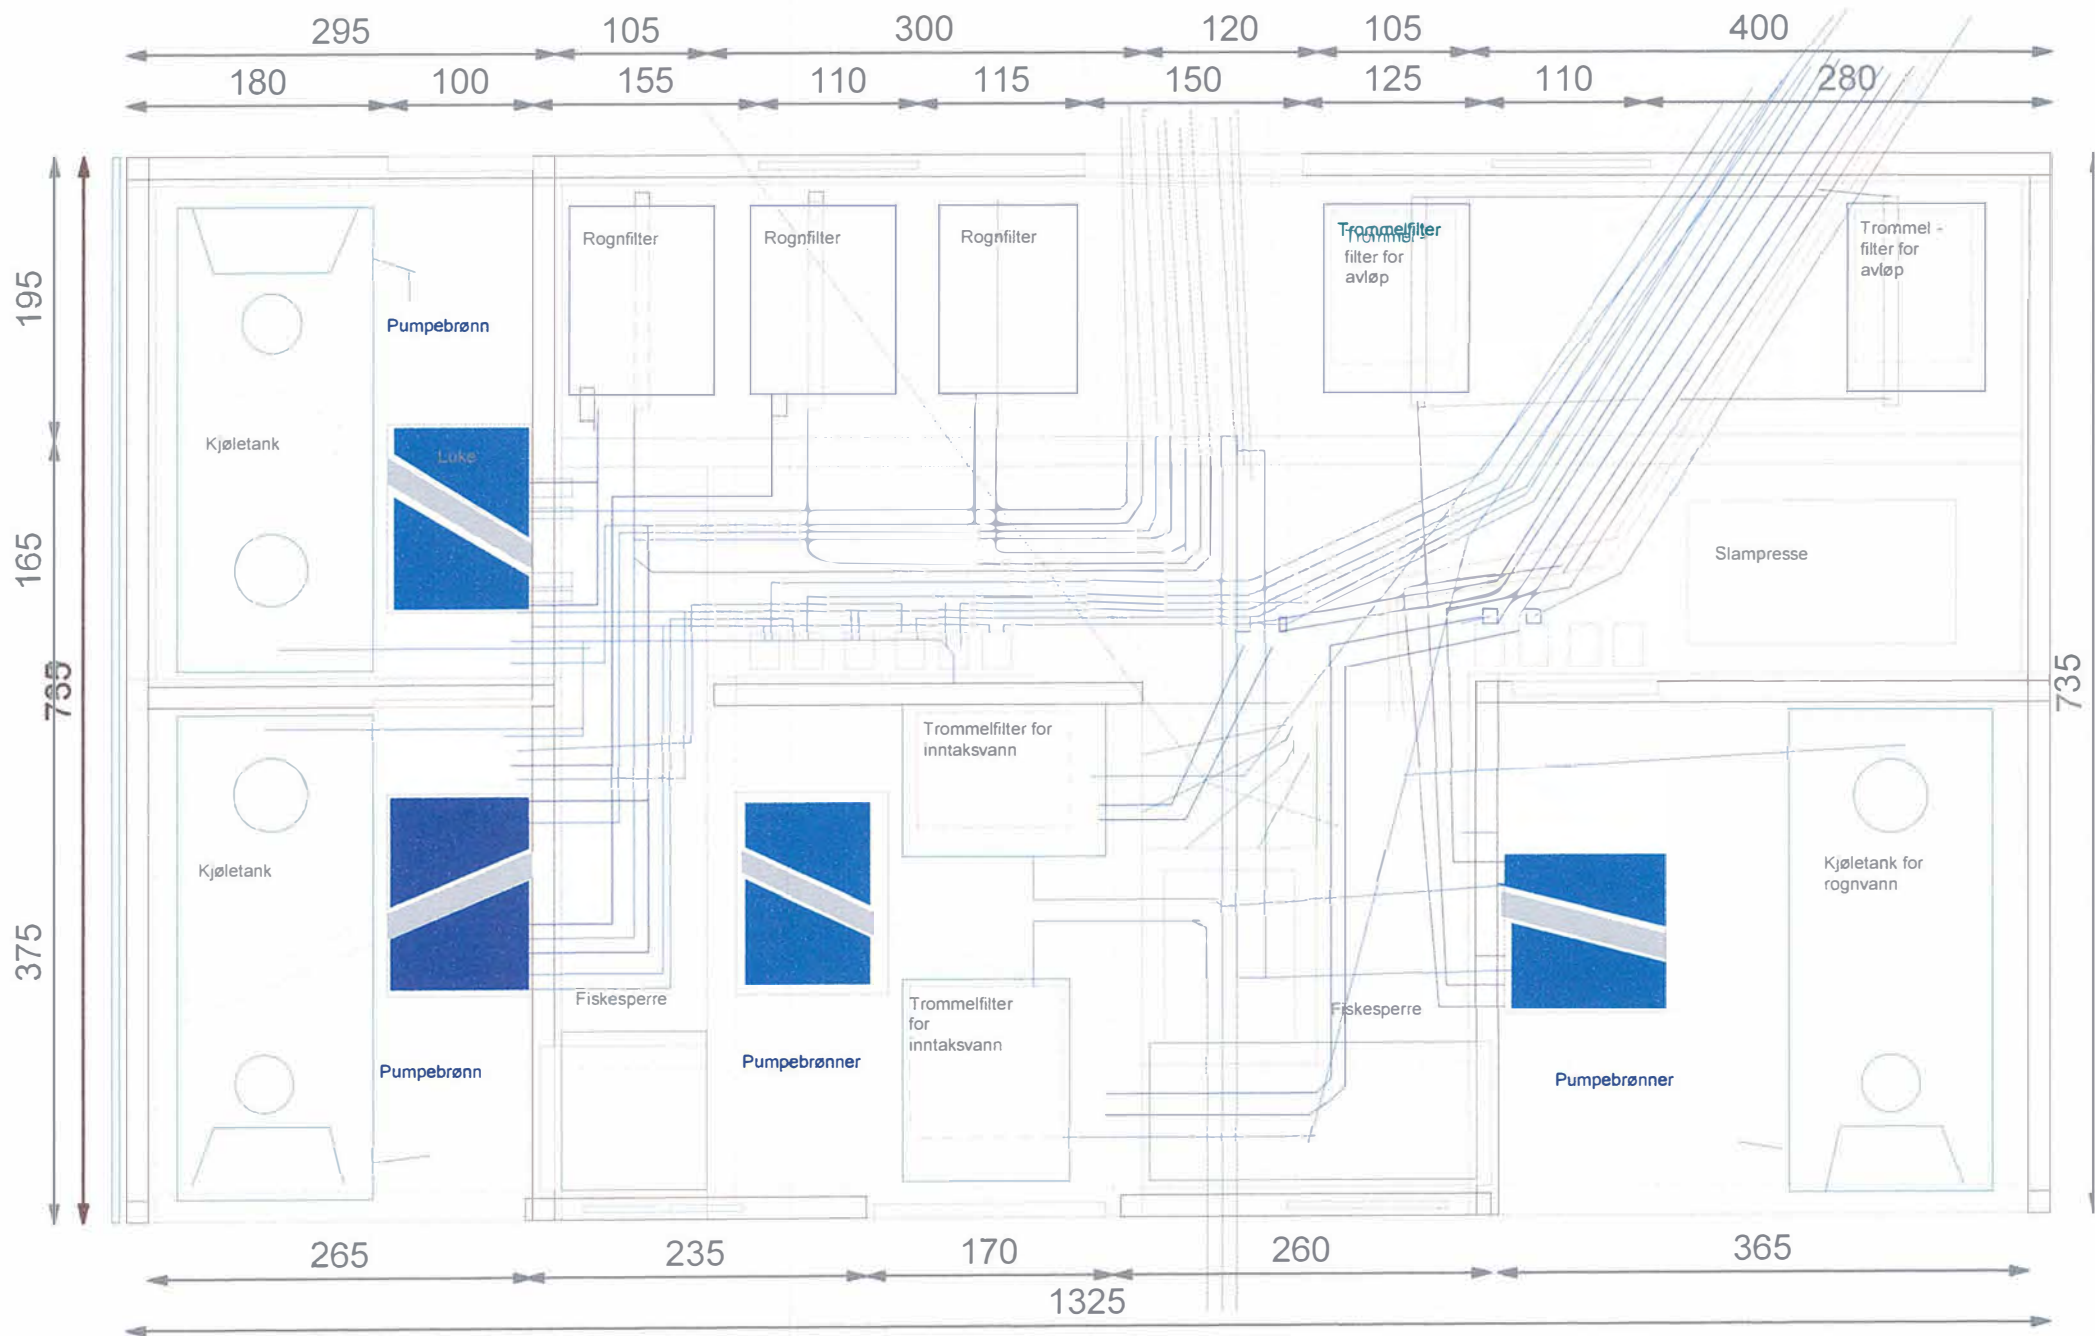 295
105
300
120
105
400
180
100
155
110
115
150
125
110
280
195
165
735
375
735
Rognfilter
Rognfilter
Rognfilter
Trommelfilter
Trommel -
filter for
avløp
Trommel -
filter for
avløp
Pumpebrønn
Kjøletank
Luke
Slampresse
Trommelfilter for
inntaksvann
Kjøletank
Kjøletank for
rognvann
Fiskesperre
Trommelfilter
for
inntaksvann
Fiskesperre
Pumpebrønn
Pumpebrønner
Pumpebrønner
265
235
170
260
365
1325